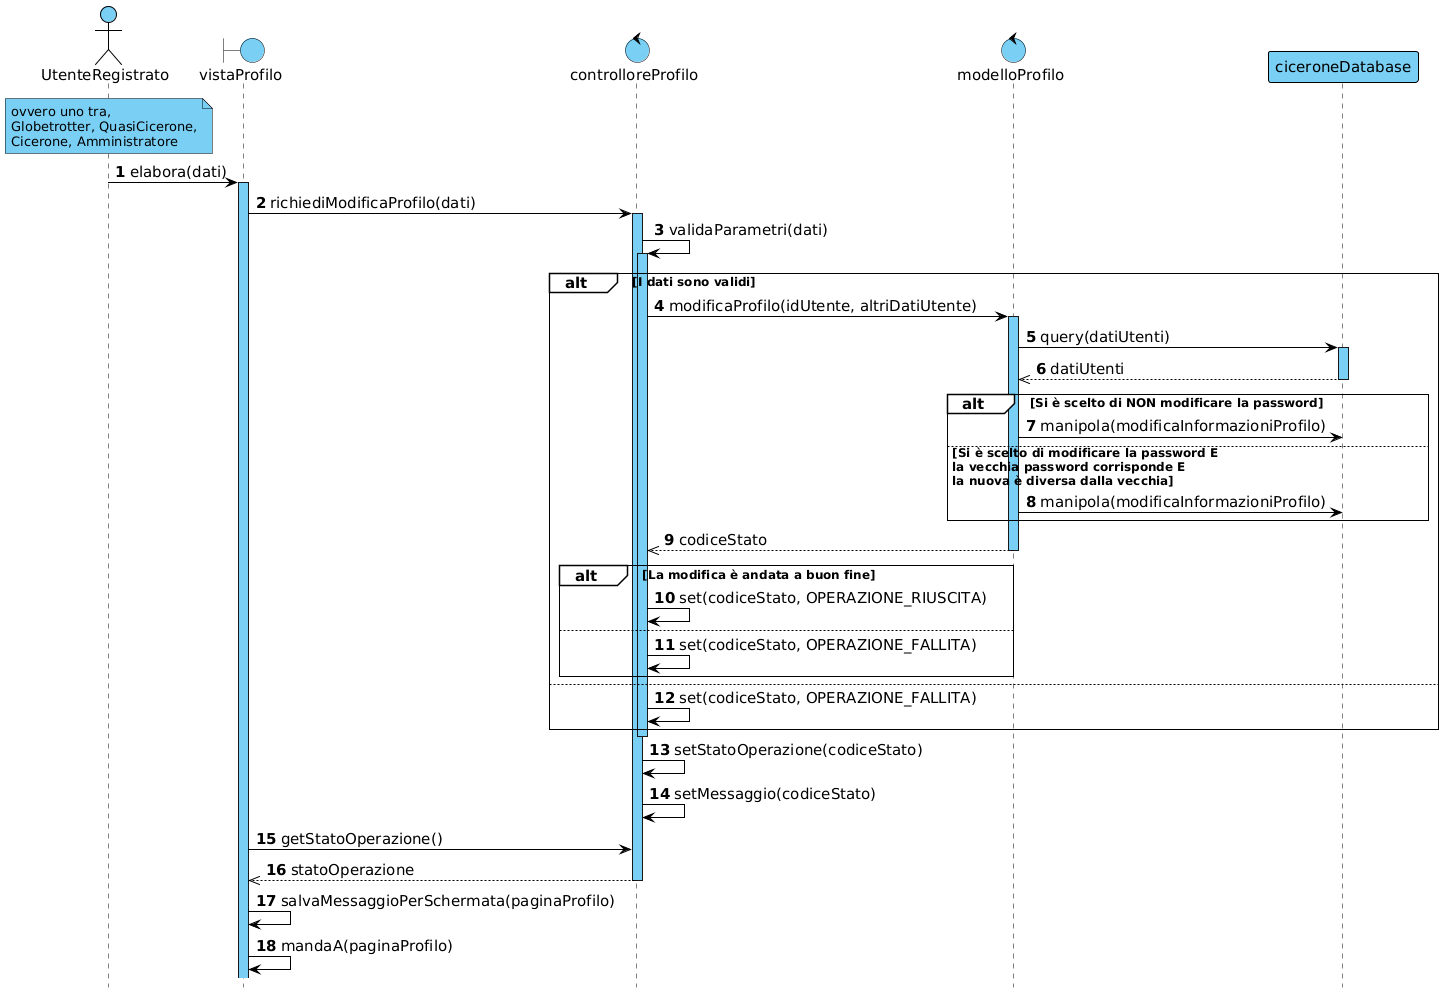 UtenteRegistrato
vistaProfilo
controlloreProfilo
modelloProfilo
ciceroneDatabase
ovvero uno tra,
Globetrotter, QuasiCicerone,
Cicerone, Amministratore
1 elabora(dati)
2 richiediModificaProfilo(dati)
3 validaParametri(dati)
alt [I dati sono validi]
4 modificaProfilo(idUtente, altriDatiUtente)
5 query(datiUtenti)
6 datiUtenti
alt [Si è scelto di NON modificare la password]
7 manipola(modificaInformazioniProfilo)
[Si è scelto di modificare la password E
la vecchia password corrisponde E
la nuova è diversa dalla vecchia]
8 manipola(modificaInformazioniProfilo)
9 codiceStato
alt [La modifica è andata a buon fine]
10 set(codiceStato, OPERAZIONE_RIUSCITA)
11 set(codiceStato, OPERAZIONE_FALLITA)
12 set(codiceStato, OPERAZIONE_FALLITA)
13 setStatoOperazione(codiceStato)
14 setMessaggio(codiceStato)
15 getStatoOperazione()
16 statoOperazione
17 salvaMessaggioPerSchermata(paginaProfilo)
18 mandaA(paginaProfilo)